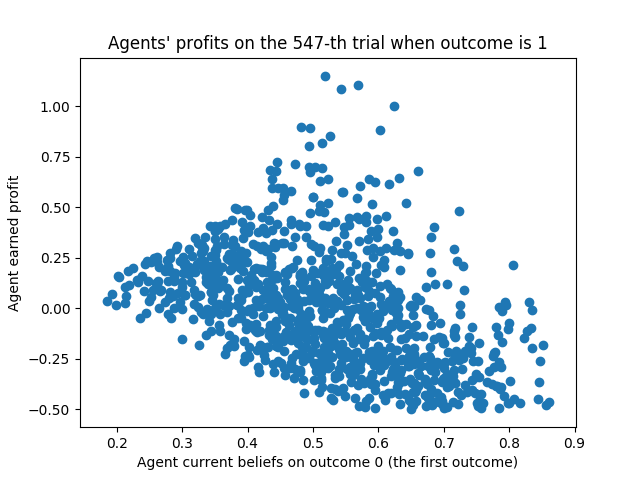 Agents' profits on the 547-th trial when outcome is 1
1.00
0.75
0.50
0.25
0.00
−0.25
−0.50
Agent earned profit
0.2 0.3 0.4 0.5 0.6 0.7 0.8 0.9
Agent current beliefs on outcome 0 (the first outcome)